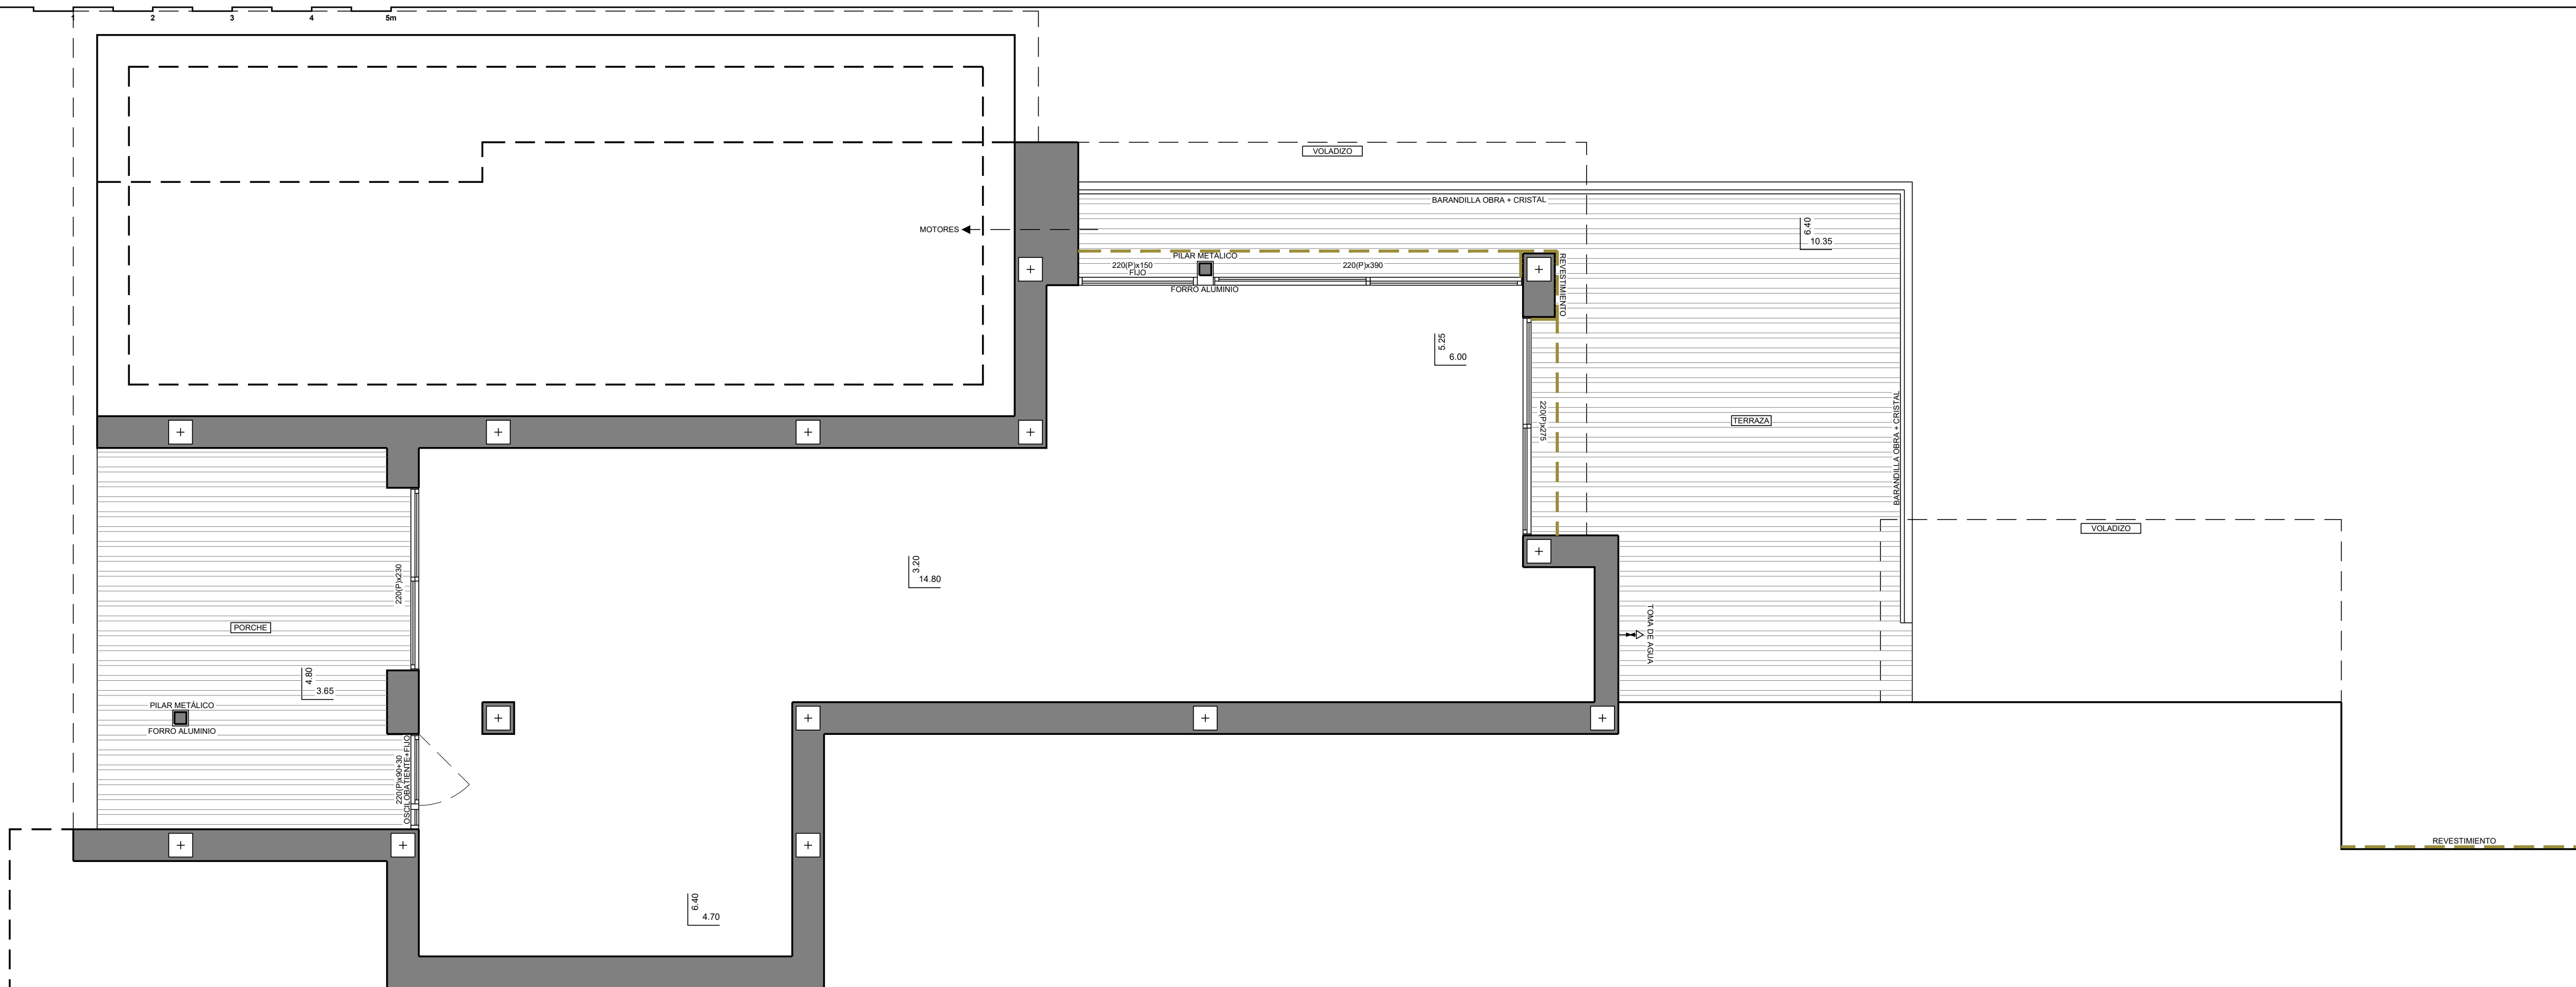 1 2 3 4 5m
VOLADIZO
BARANDILLA OBRA + CRISTAL
MOTORES
6.40
10.35
PILAR METÁLICO
220(P)x150
FIJO
220(P)x390
FORRO ALUMINIO
REVESTIMIENTO
5.25
6.00
220(P)x275
TERRAZA
BARANDILLA OBRA + CRISTAL
VOLADIZO
3.20
14.80
220(P)x230
PORCHE
TOMA DE AGUA
4.80
3.65
PILAR METÁLICO
FORRO ALUMINIO
220(P)x90+30
OSCILOBATIENTE+FIJO
REVESTIMIENTO
6.40
4.70